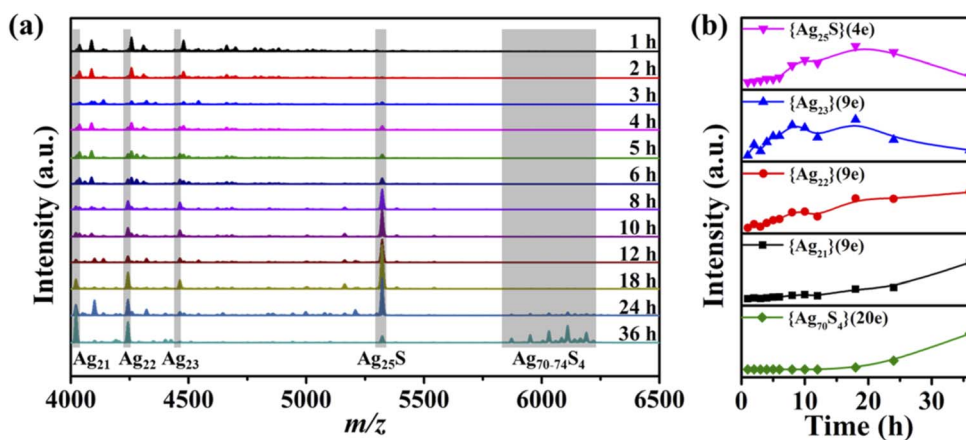 (a)
Intensity (a.u.)
1 h
2 h
3 h
4 h
5 h
6 h
8 h
10 h
12 h
18 h
24 h
36 h
Ag₂₁ Ag₂₂ Ag₂₃ Ag₂₅S Ag₇₀₋₇₄S₄
4000 4500 5000 5500 6000 6500
m/z
(b)
Intensity (a.u.)
{Ag₂₅S}(4e)
{Ag₂₃}(9e)
{Ag₂₂}(9e)
{Ag₂₁}(9e)
{Ag₇₀S₄}(20e)
0 10 20 30
Time (h)